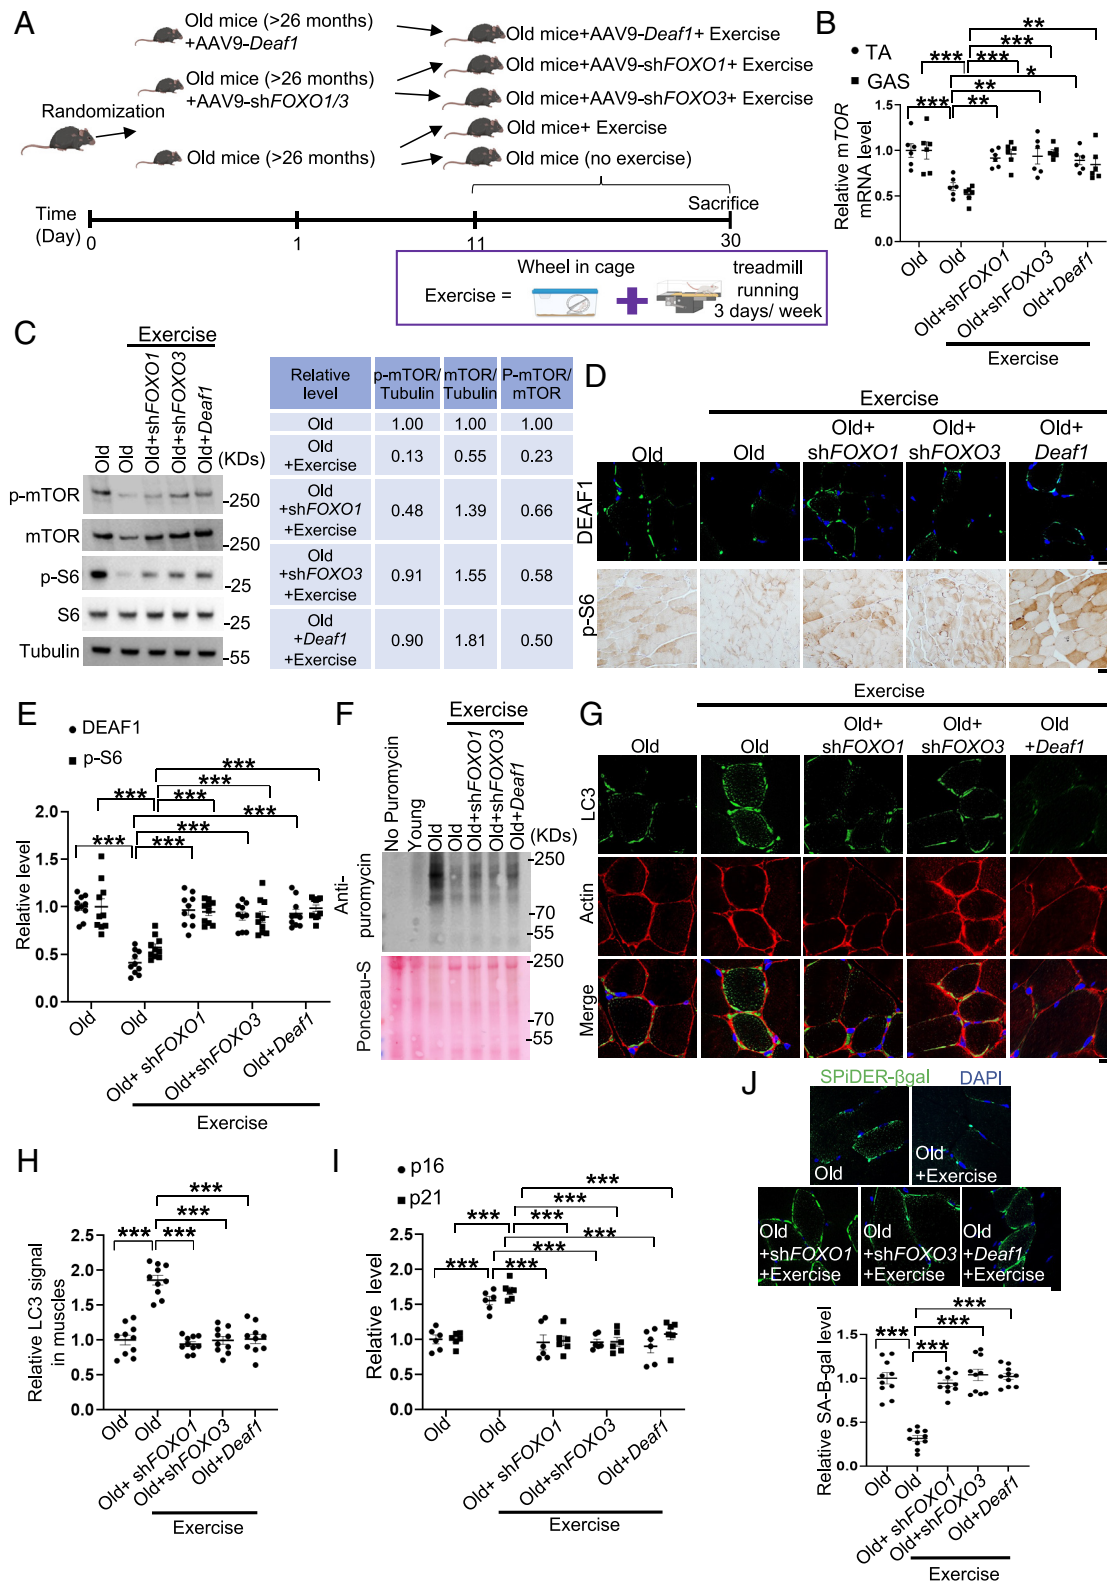 A
Old mice (>26 months)
+AAV9-Deaf1
Old mice+AAV9-Deaf1+ Exercise
Old mice+AAV9-shFOXO1+ Exercise
Old mice (>26 months)
+AAV9-shFOXO1/3
Old mice+AAV9-shFOXO3+ Exercise
Randomization
Old mice+ Exercise
Old mice (>26 months)
Old mice (no exercise)
Sacrifice
Time
(Day)
0
1
11
30
Exercise =
Wheel in cage
treadmill
running
3 days/ week
B
TA
GAS
**
***
*** ***
*
**
*** **
Relative mTOR
mRNA level
1.5
1.0
0.5
0.0
Old
Old
Old+shFOXO1
Old+shFOXO3
Old+Deaf1
Exercise
C
Exercise
Old
Old
Old+shFOXO1
Old+shFOXO3
Old+Deaf1
(KDs)
p-mTOR
-250
mTOR
-250
p-S6
-25
S6
-25
Tubulin
-55
Relative level p-mTOR/Tubulin mTOR/Tubulin P-mTOR/mTOR
Old 1.00 1.00 1.00
Old +Exercise 0.13 0.55 0.23
Old +shFOXO1 +Exercise 0.48 1.39 0.66
Old +shFOXO3 +Exercise 0.91 1.55 0.58
Old +Deaf1 +Exercise 0.90 1.81 0.50
D
Exercise
Old
Old
Old+
shFOXO1
Old+
shFOXO3
Old+
Deaf1
DEAF1
p-S6
E
DEAF1
p-S6
***
***
*** ***
***
***
*** ***
Relative level
2.0
1.5
1.0
0.5
0.0
Old
Old
Old+ shFOXO1
Old+shFOXO3
Old+Deaf1
Exercise
F
Exercise
No Puromycin
Young
Old
Old
Old+shFOXO1
Old+shFOXO3
Old+Deaf1
(KDs)
Anti-
puromycin
-250
-70
-55
Ponceau-S
-250
-70
-55
G
Exercise
Old
Old
Old+
shFOXO1
Old+
shFOXO3
Old
+Deaf1
LC3
Actin
Merge
H
***
***
*** ***
Relative LC3 signal
in muscles
2.5
2.0
1.5
1.0
0.5
0.0
Old
Old
Old+ shFOXO1
Old+shFOXO3
Old+Deaf1
Exercise
I
p16
p21
***
***
*** ***
***
***
*** ***
Relative level
2.5
2.0
1.5
1.0
0.5
0.0
Old
Old
Old+ shFOXO1
Old+shFOXO3
Old+Deaf1
Exercise
J
SPiDER-βgal DAPI
Old
Old
+Exercise
Old
+shFOXO1
+Exercise
Old
+shFOXO3
+Exercise
Old
+Deaf1
+Exercise
***
***
*** ***
Relative SA-B-gal level
1.5
1.0
0.5
0.0
Old
Old
Old+ shFOXO1
Old+shFOXO3
Old+Deaf1
Exercise